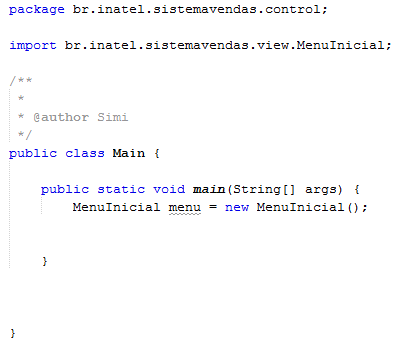 package br.inatel.sistemavendas.control;
import br.inatel.sistemavendas.view.MenuInicial;
/**
 *
 * @author Simi
 */
public class Main {
    public static void main(String[] args) {
        MenuInicial menu = new MenuInicial();
    }
}